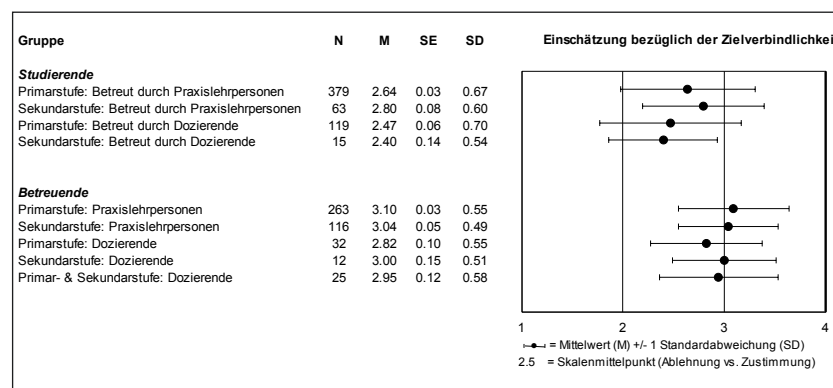 Gruppe N M SE SD Einschätzung bezüglich der Zielverbindlichkei
Studierende
Primarstufe: Betreut durch Praxislehrpersonen 379 2.64 0.03 0.67
Sekundarstufe: Betreut durch Praxislehrpersonen 63 2.80 0.08 0.60
Primarstufe: Betreut durch Dozierende 119 2.47 0.06 0.70
Sekundarstufe: Betreut durch Dozierende 15 2.40 0.14 0.54
Betreuende
Primarstufe: Praxislehrpersonen 263 3.10 0.03 0.55
Sekundarstufe: Praxislehrpersonen 116 3.04 0.05 0.49
Primarstufe: Dozierende 32 2.82 0.10 0.55
Sekundarstufe: Dozierende 12 3.00 0.15 0.51
Primar- & Sekundarstufe: Dozierende 25 2.95 0.12 0.58
1 2 3 4
= Mittelwert (M) +/- 1 Standardabweichung (SD)
2.5 = Skalenmittelpunkt (Ablehnung vs. Zustimmung)